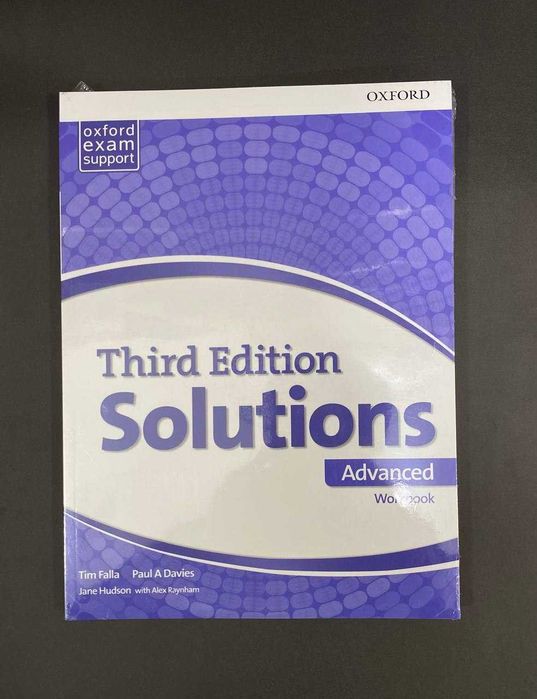 OXFORD
oxford
exam
support
Third Edition
Solutions
Advanced
Workbook
Tim Falla Paul A Davies
Jane Hudson with Alex Raynham